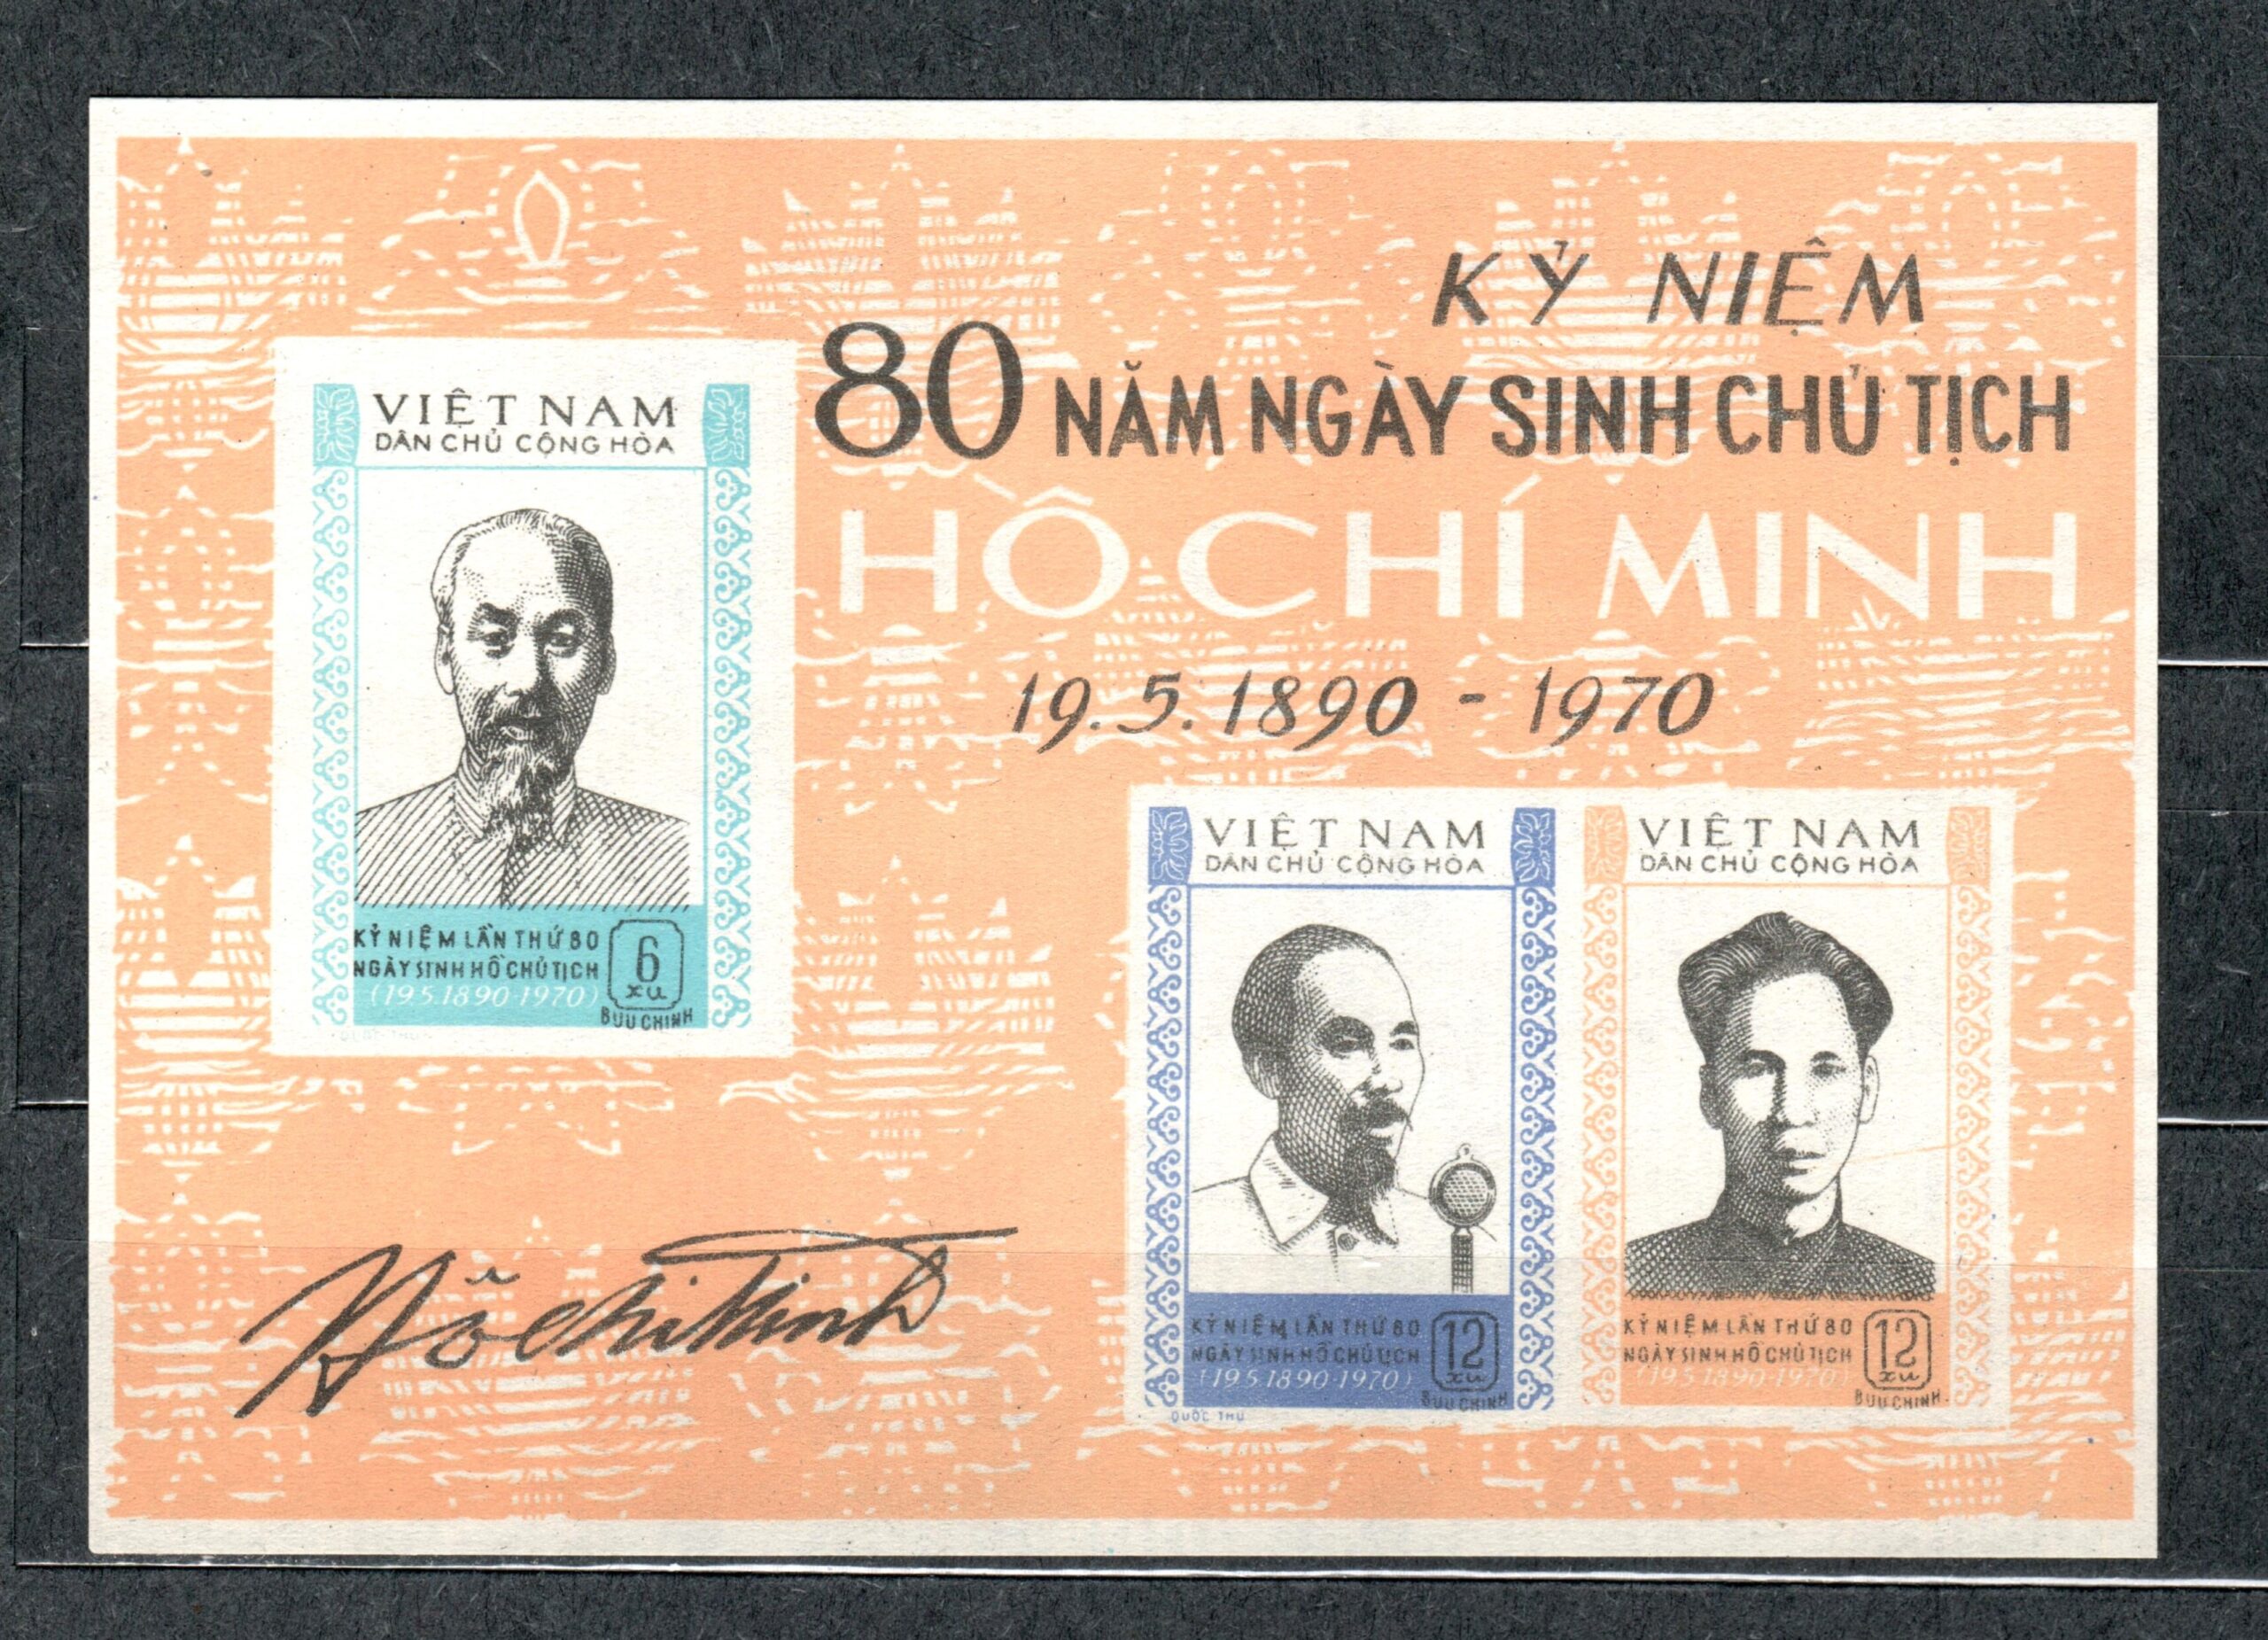 KỶ NIỆM
80 NĂM NGÀY SINH CHỦ TỊCH
HỒ CHÍ MINH
19.5.1890 - 1970
VIỆT NAM
DÂN CHỦ CỘNG HÒA
KỶ NIỆM LẦN THỨ 80
NGÀY SINH HỒ CHỦ TỊCH
(19.5.1890-1970)
6
xu
BƯU CHINH
VIỆT NAM
DÂN CHỦ CỘNG HÒA
KỶ NIỆM LẦN THỨ 80
NGÀY SINH HỒ CHỦ TỊCH
(19.5.1890-1970)
12
xu
BƯU CHINH
QUỐC THỤ
VIỆT NAM
DÂN CHỦ CỘNG HÒA
KỶ NIỆM LẦN THỨ 80
NGÀY SINH HỒ CHỦ TỊCH
(19.5.1890-1970)
12
xu
BƯU CHINH
Hồ Chí Minh